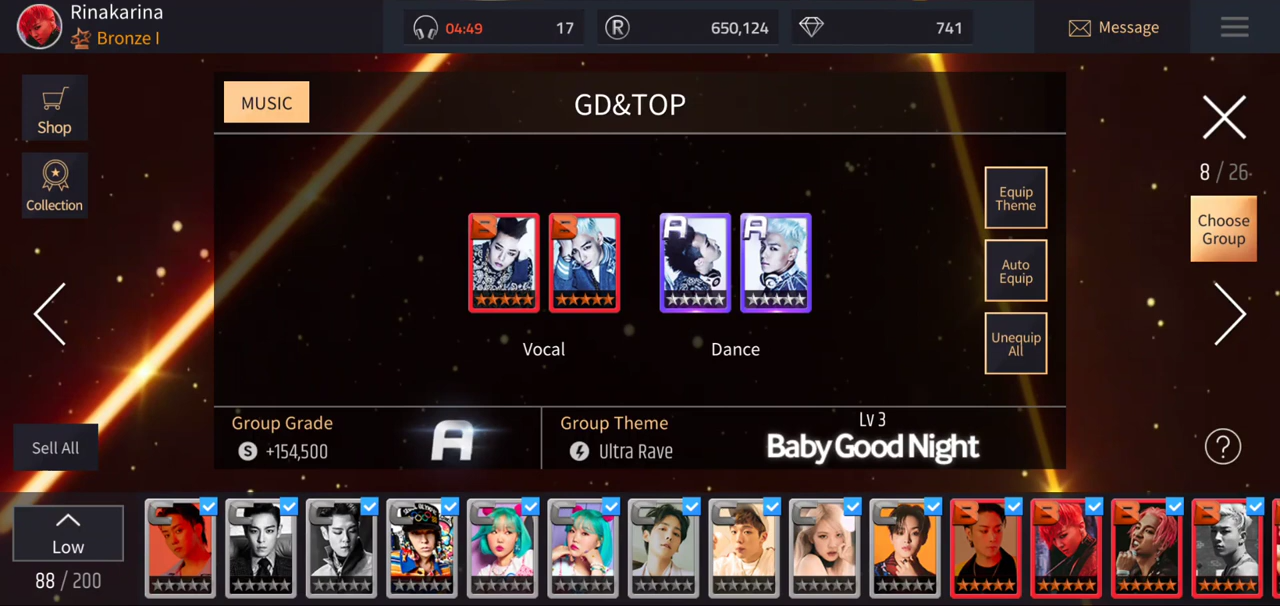 Rinakarina
Bronze I
04:49
17
R
650,124
741
Message
Shop
Collection
MUSIC
GD&TOP
8 / 26
Choose
Group
Equip
Theme
Auto
Equip
Unequip
All
B
B
A
A
Vocal
Dance
Group Grade
S +154,500
A
Group Theme
Ultra Rave
Lv 3
Baby Good Night
?
Sell All
Low
88 / 200
C
C
C
C
C
C
C
C
C
C
B
B
B
B